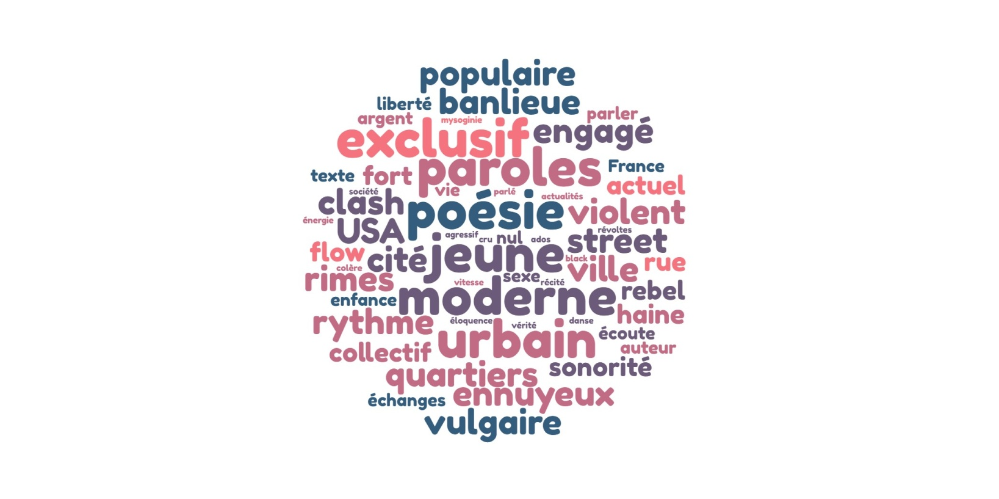 populaire
liberté banlieue
argent mysoginie parler
exclusif engagé
paroles France
texte fort actuel
vie parlé actualités
société
clash poésie violent
énergie USA révoltes
agressif cru nul ados street
flow cité jeune black ville rue
colère
rimes vitesse sexe récité
enfance moderne rebel
rythme éloquence vérité danse haine
urbain écoute
collectif auteur
quartiers sonorité
échanges ennuyeux
vulgaire